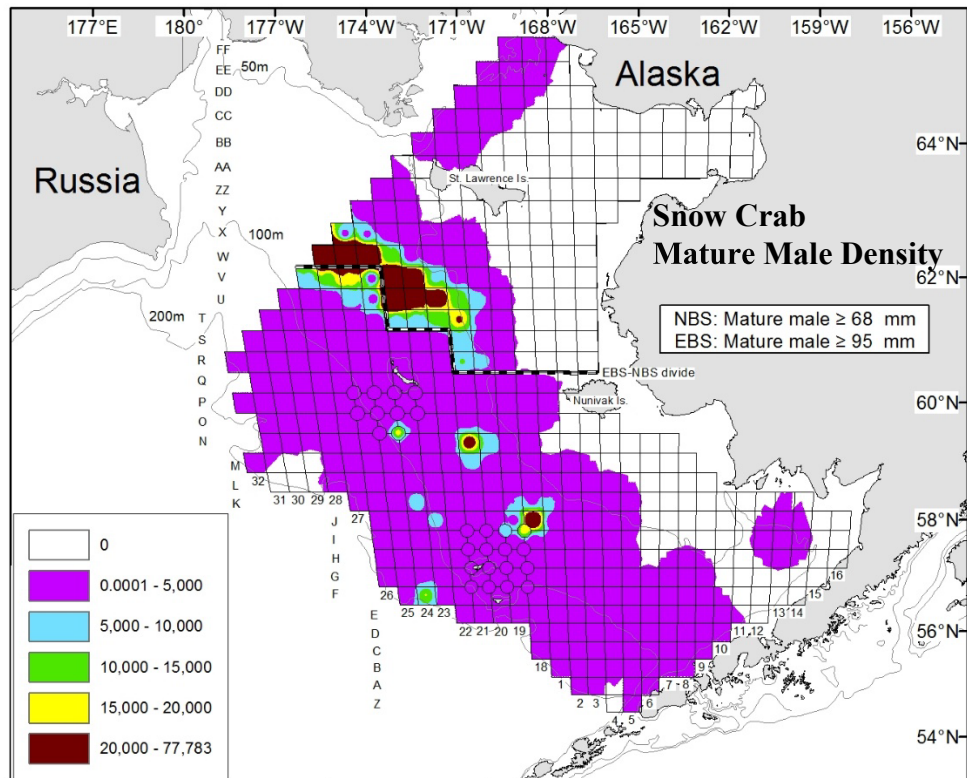 177°E 180° 177°W 174°W 171°W 168°W 165°W 162°W 159°W 156°W
FF
EE
50m
DD
CC
BB
AA
ZZ
Y
X
W
V
U
T
S
R
Q
P
O
N
M
L
K
Alaska
Russia
64°N
St. Lawrence Is.
100m
Snow Crab
Mature Male Density
62°N
200m
NBS: Mature male ≥ 68 mm
EBS: Mature male ≥ 95 mm
EBS-NBS divide
Nunivak Is.
60°N
32
31 30 29 28
27
J
I
H
G
F
58°N
26
25 24 23
E
D
C
B
A
Z
22 21 20 19
18
1
2 3
4 5
6
7 8
9
10
11 12
13 14
15
16
56°N
54°N
0
0.0001 - 5,000
5,000 - 10,000
10,000 - 15,000
15,000 - 20,000
20,000 - 77,783